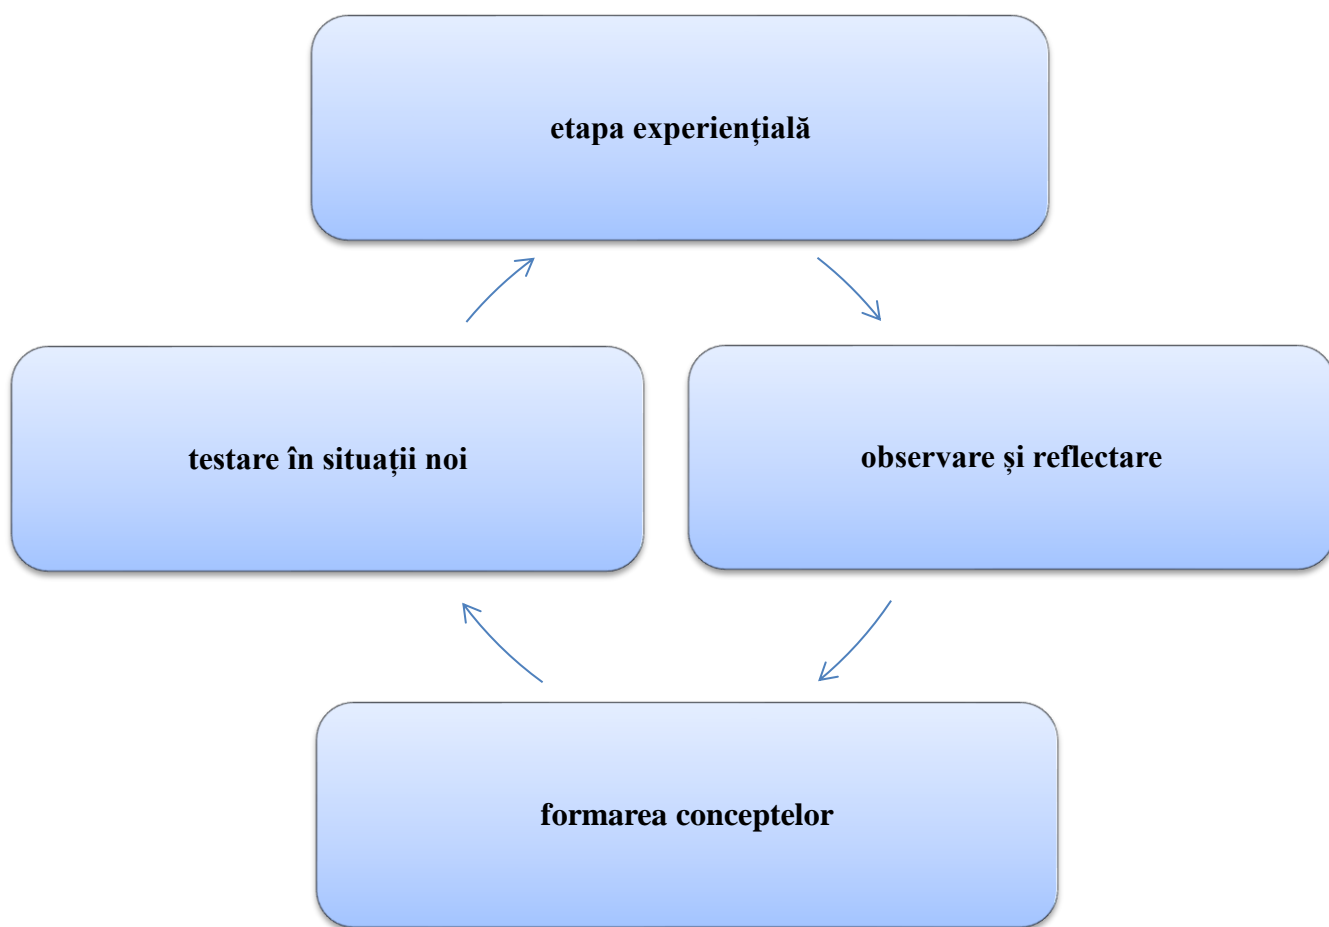 etapa experiențială
testare în situații noi
observare și reflectare
formarea conceptelor